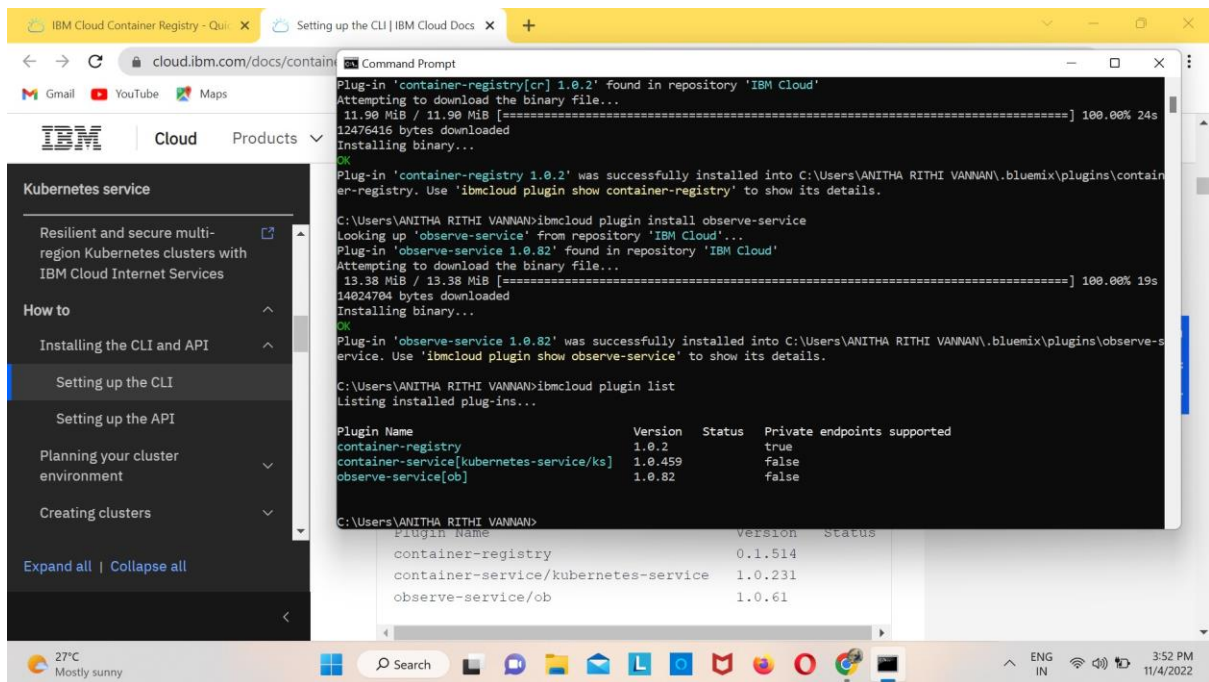 IBM Cloud Container Registry - Quic
Setting up the CLI | IBM Cloud Docs
cloud.ibm.com/docs/contain
Gmail
YouTube
Maps
IBM
Cloud
Products
Kubernetes service
Resilient and secure multi-
region Kubernetes clusters with
IBM Cloud Internet Services
How to
Installing the CLI and API
Setting up the CLI
Setting up the API
Planning your cluster
environment
Creating clusters
Expand all | Collapse all
Command Prompt
Plug-in 'container-registry[cr] 1.0.2' found in repository 'IBM Cloud'
Attempting to download the binary file...
11.90 MiB / 11.90 MiB [=====================================================================================] 100.00% 24s
12476416 bytes downloaded
Installing binary...
OK
Plug-in 'container-registry 1.0.2' was successfully installed into C:\Users\ANITHA RITHI VANNAN\.bluemix\plugins\contain
er-registry. Use 'ibmcloud plugin show container-registry' to show its details.
C:\Users\ANITHA RITHI VANNAN>ibmcloud plugin install observe-service
Looking up 'observe-service' from repository 'IBM Cloud'...
Plug-in 'observe-service 1.0.82' found in repository 'IBM Cloud'
Attempting to download the binary file...
13.38 MiB / 13.38 MiB [=====================================================================================] 100.00% 19s
14024704 bytes downloaded
Installing binary...
OK
Plug-in 'observe-service 1.0.82' was successfully installed into C:\Users\ANITHA RITHI VANNAN\.bluemix\plugins\observe-s
ervice. Use 'ibmcloud plugin show observe-service' to show its details.
C:\Users\ANITHA RITHI VANNAN>ibmcloud plugin list
Listing installed plug-ins...
Plugin Name Version Status Private endpoints supported
container-registry 1.0.2 true
container-service[kubernetes-service/ks] 1.0.459 false
observe-service[ob] 1.0.82 false
C:\Users\ANITHA RITHI VANNAN>
Plugin Name Version Status
container-registry 0.1.514
container-service/kubernetes-service 1.0.231
observe-service/ob 1.0.61
27°C
Mostly sunny
Search
ENG
IN
3:52 PM
11/4/2022